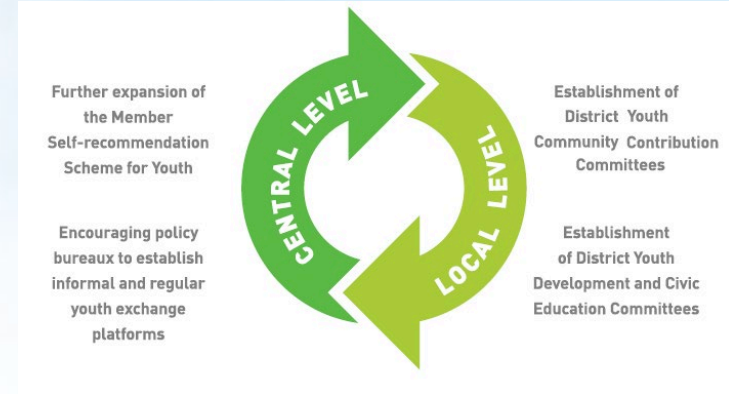 Further expansion of
the Member
Self-recommendation
Scheme for Youth
Encouraging policy
bureaux to establish
informal and regular
youth exchange
platforms
CENTRAL LEVEL
LOCAL LEVEL
Establishment of
District Youth
Community Contribution
Committees
Establishment
of District Youth
Development and Civic
Education Committees